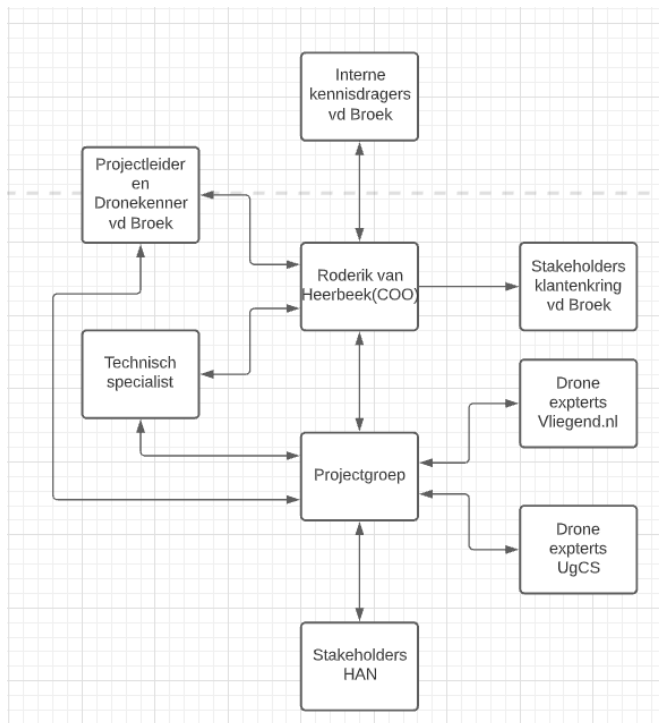 Interne
kennisdragers
vd Broek
Projectleider
en
Dronekenner
vd Broek
Roderik van
Heerbeek(COO)
Stakeholders
klantenkring
vd Broek
Technisch
specialist
Drone
expterts
Vliegend.nl
Projectgroep
Drone
expterts
UgCS
Stakeholders
HAN